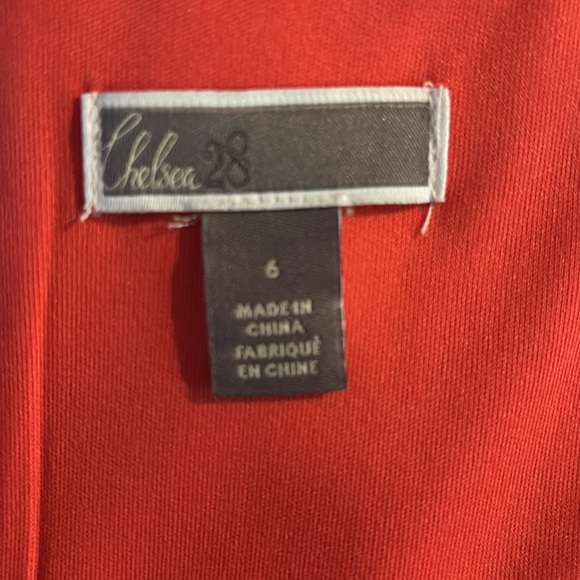 Chelsea28
6
MADE IN
CHINA
FABRIQUÉ
EN CHINE